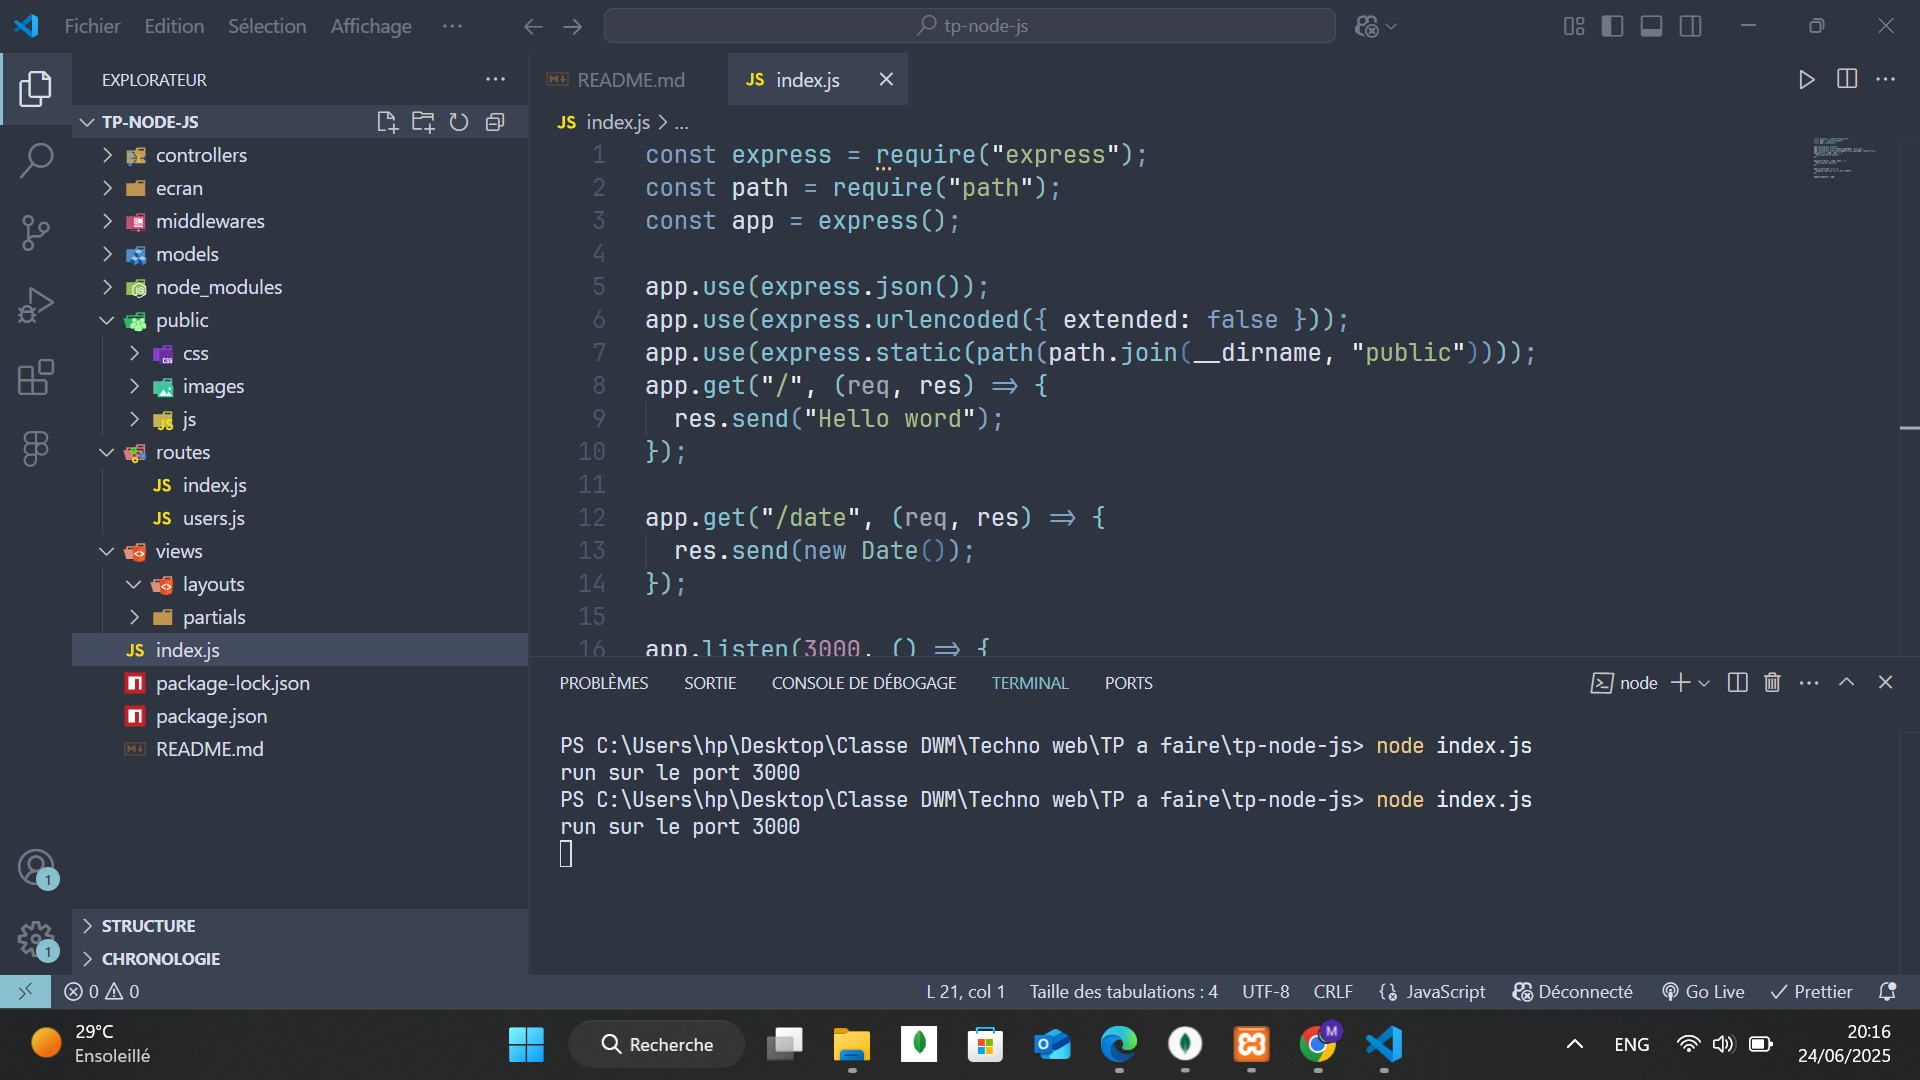 Fichier Edition Sélection Affichage ··· tp-node-js
EXPLORATEUR
TP-NODE-JS
controllers
ecran
middlewares
models
node_modules
public
css
images
js
routes
index.js
users.js
views
layouts
partials
index.js
package-lock.json
package.json
README.md
STRUCTURE
CHRONOLOGIE
README.md
JS index.js
JS index.js > ...
1 const express = require("express");
2 const path = require("path");
3 const app = express();
4
5 app.use(express.json());
6 app.use(express.urlencoded({ extended: false }));
7 app.use(express.static(path(path.join(__dirname, "public"))));
8 app.get("/", (req, res) => {
9 res.send("Hello word");
10 });
11
12 app.get("/date", (req, res) => {
13 res.send(new Date());
14 });
15
16 app.listen(3000, () => {
PROBLÈMES SORTIE CONSOLE DE DÉBOGAGE TERMINAL PORTS
node
PS C:\Users\hp\Desktop\Classe DWM\Techno web\TP a faire\tp-node-js> node index.js
run sur le port 3000
PS C:\Users\hp\Desktop\Classe DWM\Techno web\TP a faire\tp-node-js> node index.js
run sur le port 3000
1
1
0 0 L 21, col 1 Taille des tabulations : 4 UTF-8 CRLF JavaScript Déconnecté Go Live Prettier
29°C
Ensoleillé
Recherche
M
ENG
20:16
24/06/2025